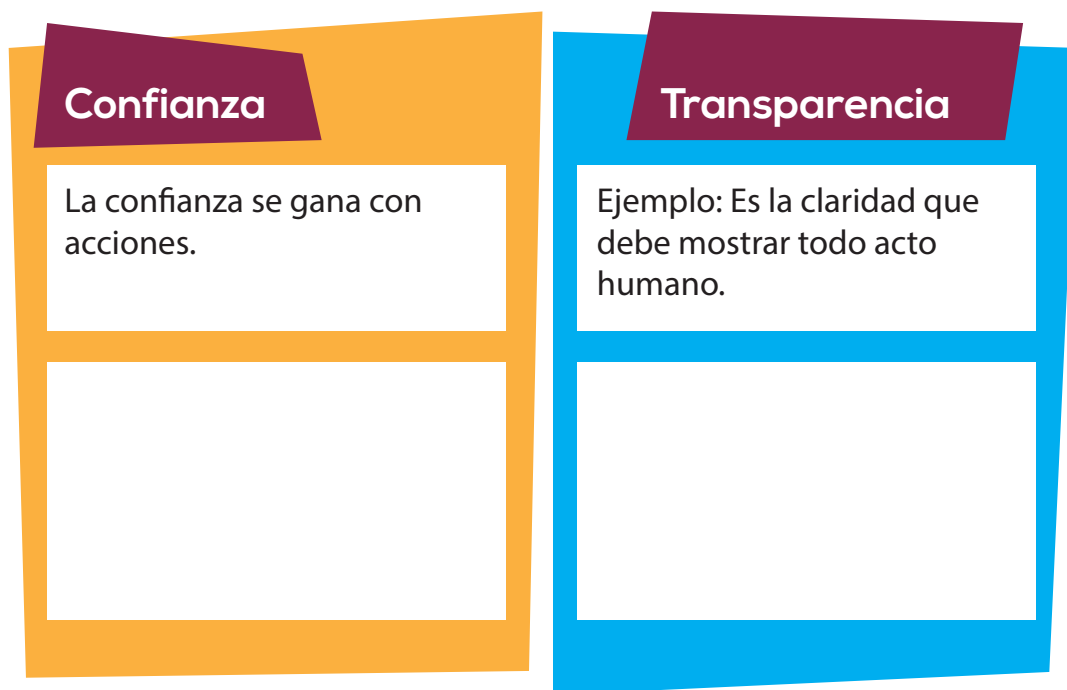 Confianza
La confianza se gana con
acciones.
Transparencia
Ejemplo: Es la claridad que
debe mostrar todo acto
humano.